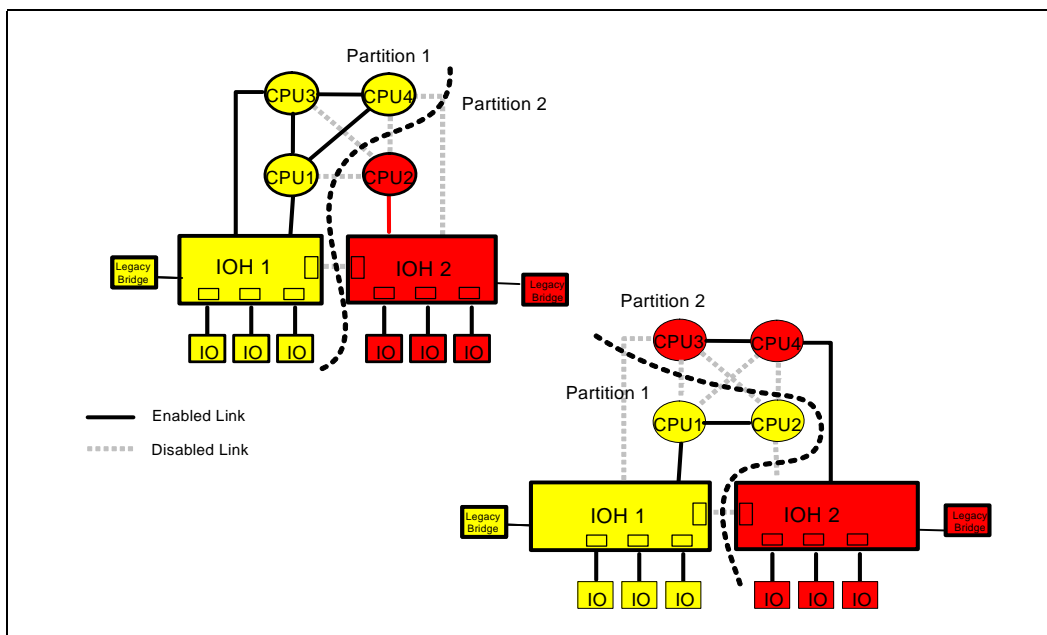 Partition 1
CPU3
CPU4
Partition 2
CPU1
CPU2
Legacy
Bridge
IOH 1
IOH 2
Legacy
Bridge
IO
IO
IO
IO
IO
IO
Enabled Link
Disabled Link
Partition 2
CPU3
CPU4
Partition 1
CPU1
CPU2
Legacy
Bridge
IOH 1
IOH 2
Legacy
Bridge
IO
IO
IO
IO
IO
IO